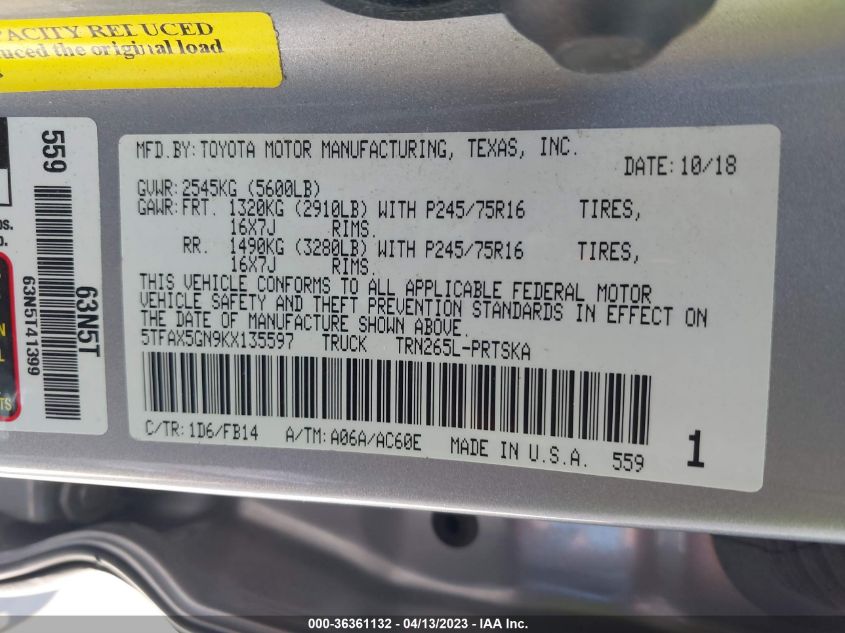 PACITY REDUCED
duced the original load
559
63N5T
63N5T41399
MFD.BY:TOYOTA MOTOR MANUFACTURING, TEXAS, INC.
DATE:10/18
GVWR:2545KG (5600LB)
GAWR:FRT. 1320KG (2910LB) WITH P245/75R16 TIRES,
16X7J RIMS.
RR. 1490KG (3280LB) WITH P245/75R16 TIRES,
16X7J RIMS.
THIS VEHICLE CONFORMS TO ALL APPLICABLE FEDERAL MOTOR
VEHICLE SAFETY AND THEFT PREVENTION STANDARDS IN EFFECT ON
THE DATE OF MANUFACTURE SHOWN ABOVE.
5TFAX5GN9KX135597 TRUCK TRN265L-PRTSKA
C/TR:1D6/FB14 A/TM:A06A/AC60E MADE IN U.S.A. 559 1
000-36361132 - 04/13/2023 - IAA Inc.